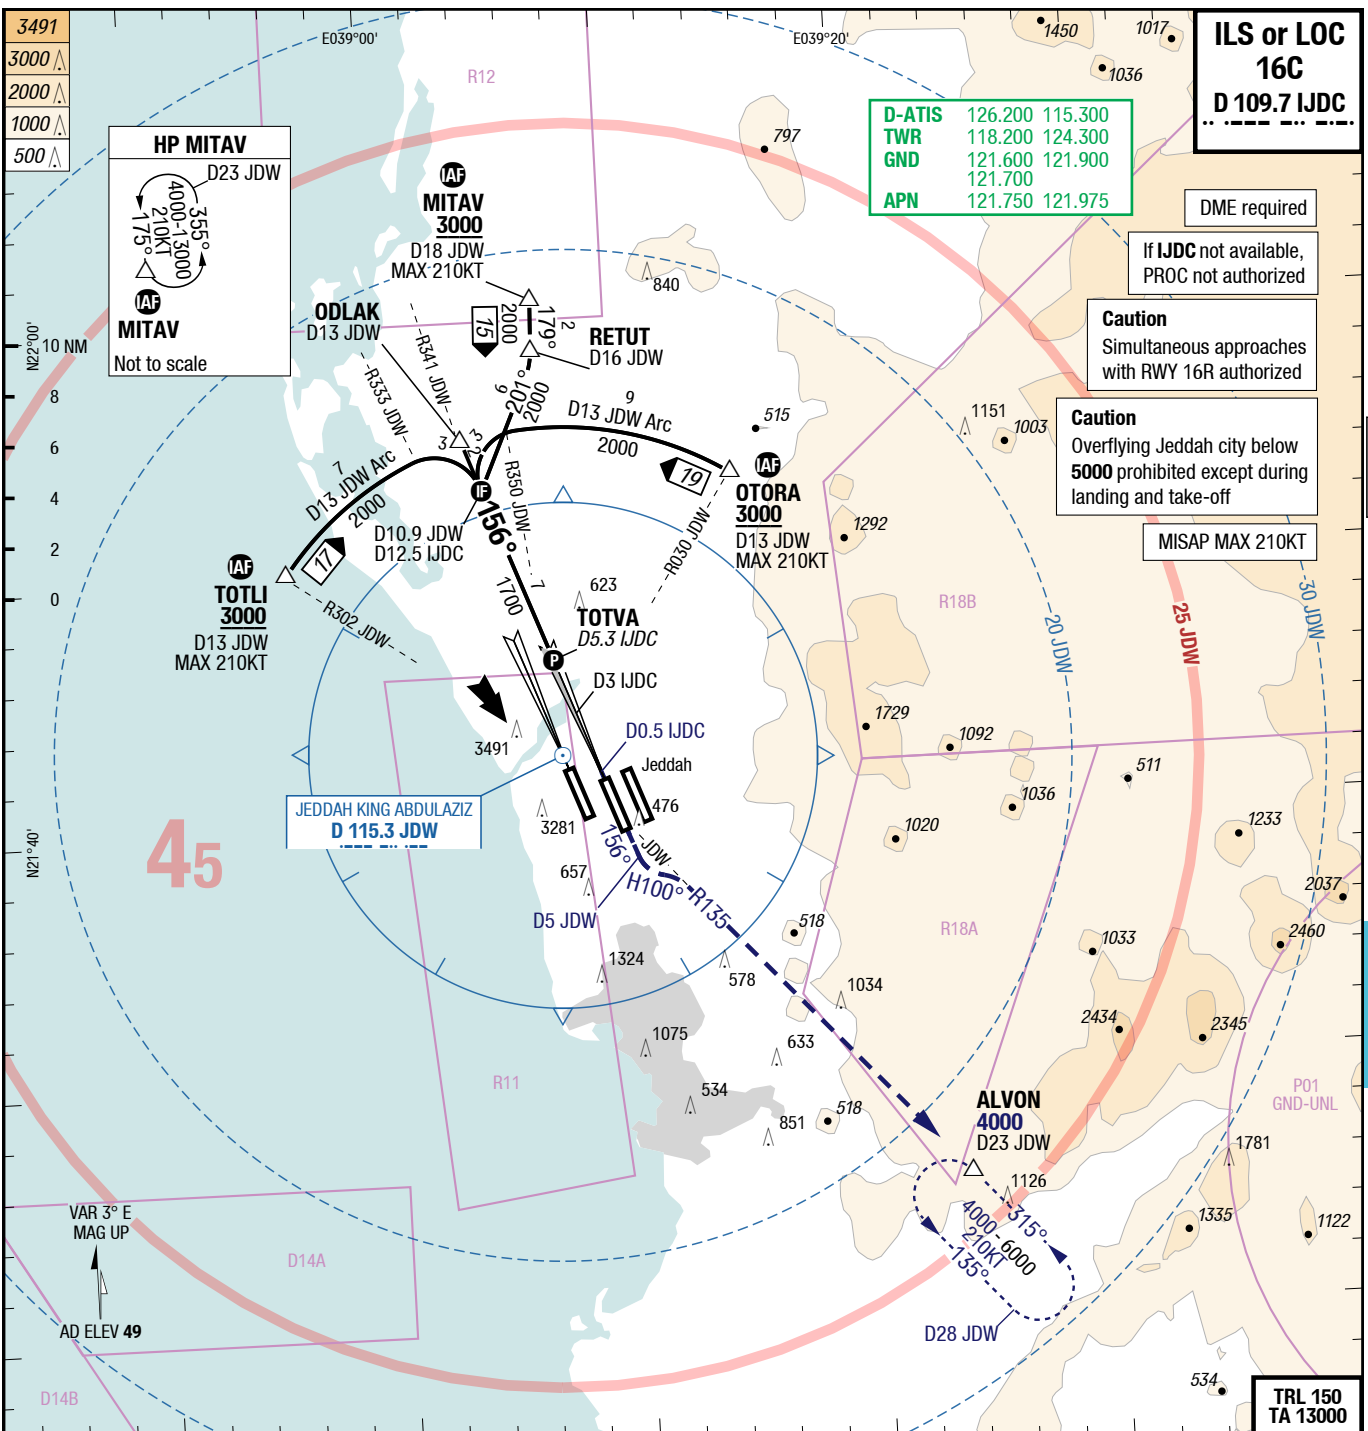 3491
3000
2000
1000
500
E039°00'
E039°20'
R12
1450
1017
1036
797
ILS or LOC
16C
D 109.7 IJDC
D-ATIS 126.200 115.300
TWR 118.200 124.300
GND 121.600 121.900
121.700
APN 121.750 121.975
DME required
If IJDC not available,
PROC not authorized
Caution
Simultaneous approaches
with RWY 16R authorized
Caution
Overflying Jeddah city below
5000 prohibited except during
landing and take-off
MISAP MAX 210KT
HP MITAV
D23 JDW
355°
4000-13000
210KT
175°
IAF
MITAV
Not to scale
IAF
MITAV
3000
D18 JDW
MAX 210KT
840
ODLAK
D13 JDW
15
2000
179°
2
RETUT
D16 JDW
N22°00'
10 NM
8
6
4
2
0
R341 JDW
R333 JDW
9
201°
2000
9
D13 JDW Arc
2000
515
1151
1003
3
3
2
7
D13 JDW Arc
2000
19
IAF
OTORA
3000
D13 JDW
MAX 210KT
R350 JDW
R030 JDW
IF
D10.9 JDW
D12.5 IJDC
156°
1700
7
17
IAF
TOTLI
3000
D13 JDW
MAX 210KT
R302 JDW
1292
R18B
20 JDW
25 JDW
30 JDW
623
TOTVA
D5.3 IJDC
P
D3 IJDC
D0.5 IJDC
Jeddah
3491
1729
1092
511
1036
1020
1233
JEDDAH KING ABDULAZIZ
D 115.3 JDW
3281
476
45
N21°40'
657
156°
JDW
H100°
R135
D5 JDW
518
R18A
2037
2460
1033
1324
578
1034
2434
2345
1075
633
R11
534
851
518
P01
GND-UNL
ALVON
4000
D23 JDW
1781
1126
1335
1122
4000-6000
315°
210KT
135°
D28 JDW
VAR 3° E
MAG UP
D14A
AD ELEV 49
D14B
534
TRL 150
TA 13000